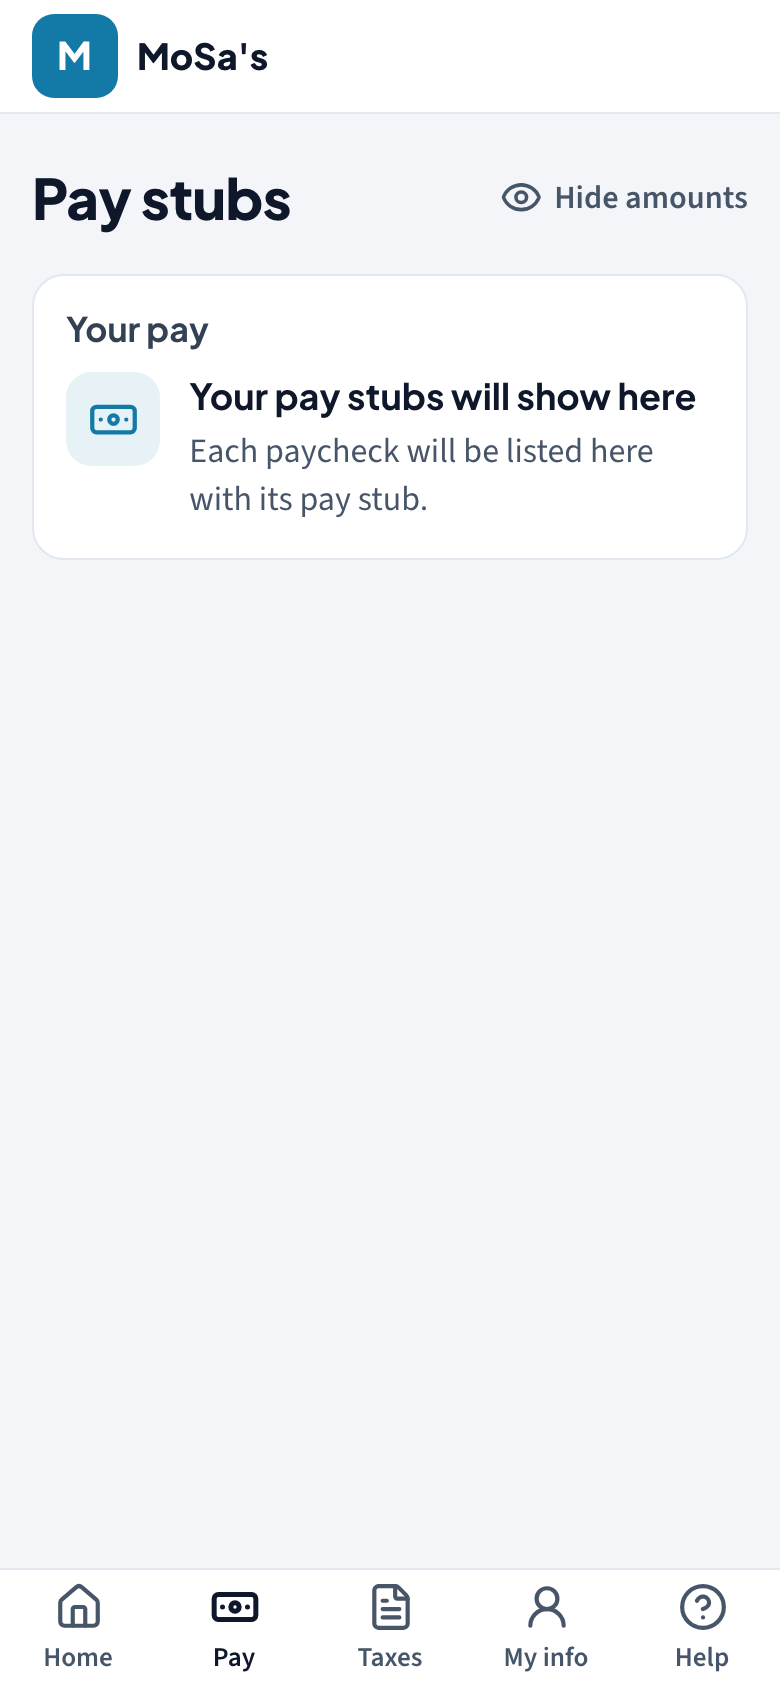 M MoSa's
Pay stubs
Hide amounts
Your pay
Your pay stubs will show here
Each paycheck will be listed here
with its pay stub.
Home Pay Taxes My info Help